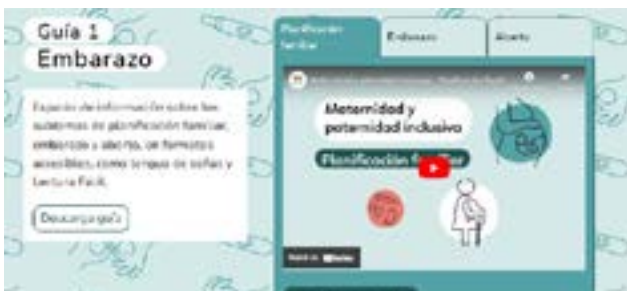 Guía 1
Embarazo
Espacio de información sobre los
subtemas de planificación familiar,
embarazo y aborto, en formatos
accesibles, como lengua de señas y
Lectura Fácil.
Descarga guía
Planificación
familiar
Embarazo
Aborto
Maternidad y
paternidad inclusiva
Planificación familiar